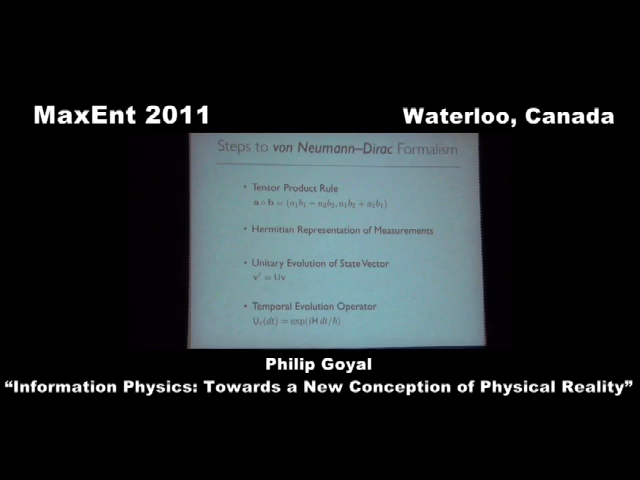 MaxEnt 2011
Waterloo, Canada
Steps to von Neumann–Dirac Formalism
• Tensor Product Rule
a ∘ b = (a₁b₁ − a₂b₂, a₁b₂ + a₂b₁)
• Hermitian Representation of Measurements
• Unitary Evolution of State Vector
v′ = Uv
• Temporal Evolution Operator
Uₜ(dt) = exp(iH dt/ℏ)
Philip Goyal
“Information Physics: Towards a New Conception of Physical Reality”